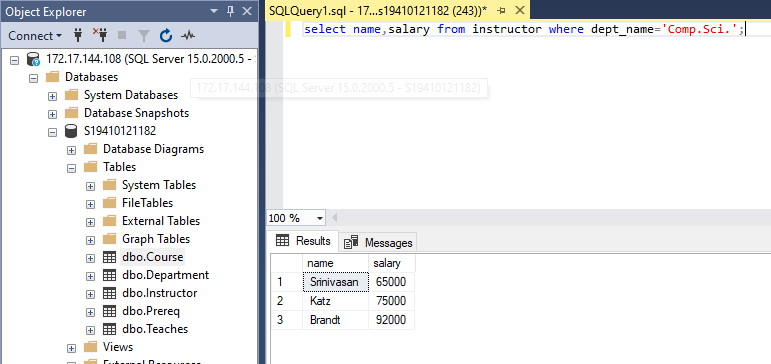 Object Explorer
Connect
172.17.144.108 (SQL Server 15.0.2000.5 - S
Databases
System Databases
Database Snapshots
S19410121182
Database Diagrams
Tables
System Tables
FileTables
External Tables
Graph Tables
dbo.Course
dbo.Department
dbo.Instructor
dbo.Prereq
dbo.Teaches
Views
External Resources
172.17.144.108 (SQL Server 15.0.2000.5 - S19410121182)
SQLQuery1.sql - 17...s19410121182 (243))*
select name,salary from instructor where dept_name='Comp.Sci.';
100 %
Results Messages
name salary
1 Srinivasan 65000
2 Katz 75000
3 Brandt 92000